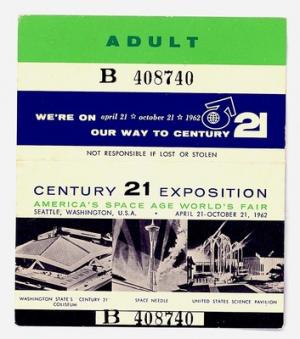 ADULT
B 408740
WE'RE ON april 21 ☆ october 21 ☆ 1962
OUR WAY TO CENTURY 21
NOT RESPONSIBLE IF LOST OR STOLEN
CENTURY 21 EXPOSITION
AMERICA'S SPACE AGE WORLD'S FAIR
SEATTLE, WASHINGTON, U.S.A. • APRIL 21-OCTOBER 21, 1962
WASHINGTON STATE'S CENTURY 21 COLISEUM
SPACE NEEDLE
UNITED STATES SCIENCE PAVILION
B 408740